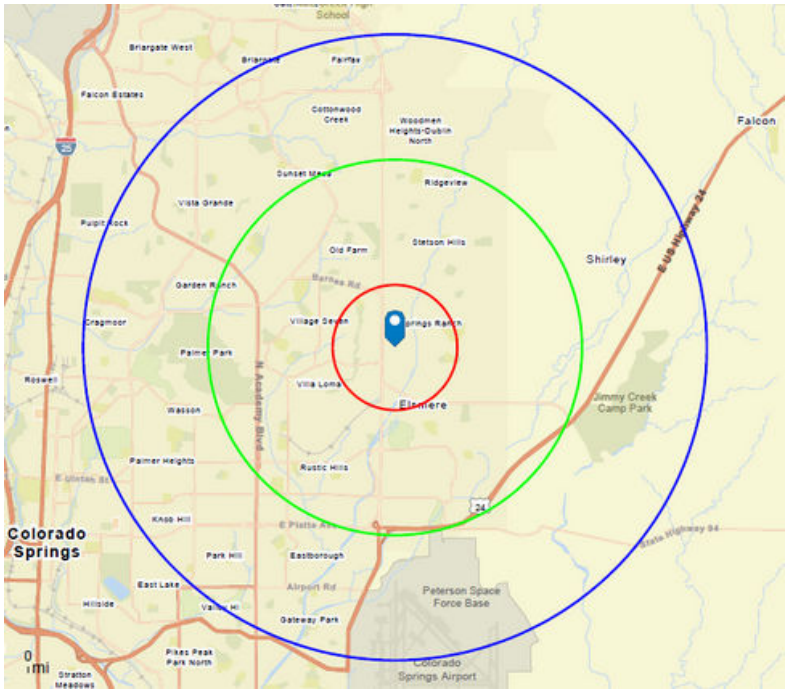 School
Briargate West
Briargate
Fairfax
Falcon Estates
Cottonwood
Creek
Woodmen
Heights-Dublin
North
Falcon
25
Sunset Mesa
Ridgeview
Vista Grande
Pulpit Rock
Old Farm
Stetson Hills
E US Highway 24
Shirley
Garden Ranch
Barnes Rd
Village Seven
Springs Ranch
Cragmoor
Palmer Park
N Academy Blvd
Roswell
Villa Loma
Elsmere
Jimmy Creek
Camp Park
Wasson
Palmer Heights
Rustic Hills
E Uintah St
24
Knob Hill
E Platte Ave
State Highway 94
Colorado
Springs
Park Hill
Eastborough
East Lake
Airport Rd
Peterson Space
Force Base
Hillside
Valley Hi
Gateway Park
Pikes Peak
Park North
0
mi
Stratton
Meadows
Colorado
Springs Airport